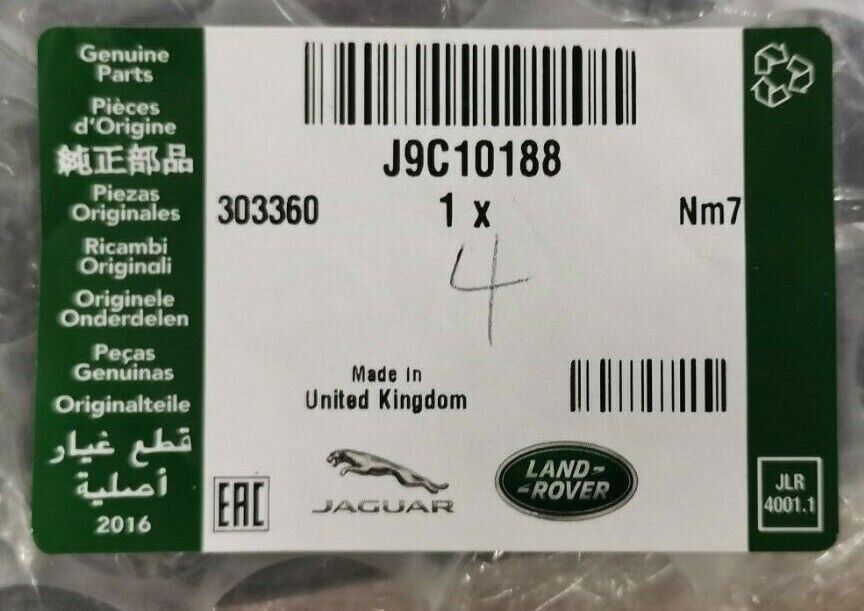 Genuine
Parts
Pièces
d'Origine
純正部品
Piezas
Originales
Ricambi
Originali
Originele
Onderdelen
Peças
Genuinas
Originalteile
قطع غيار
أصلية
2016
J9C10188
303360 1 x Nm7
4
Made In
United Kingdom
EAC
JAGUAR
LAND-
-ROVER
JLR
4001.1